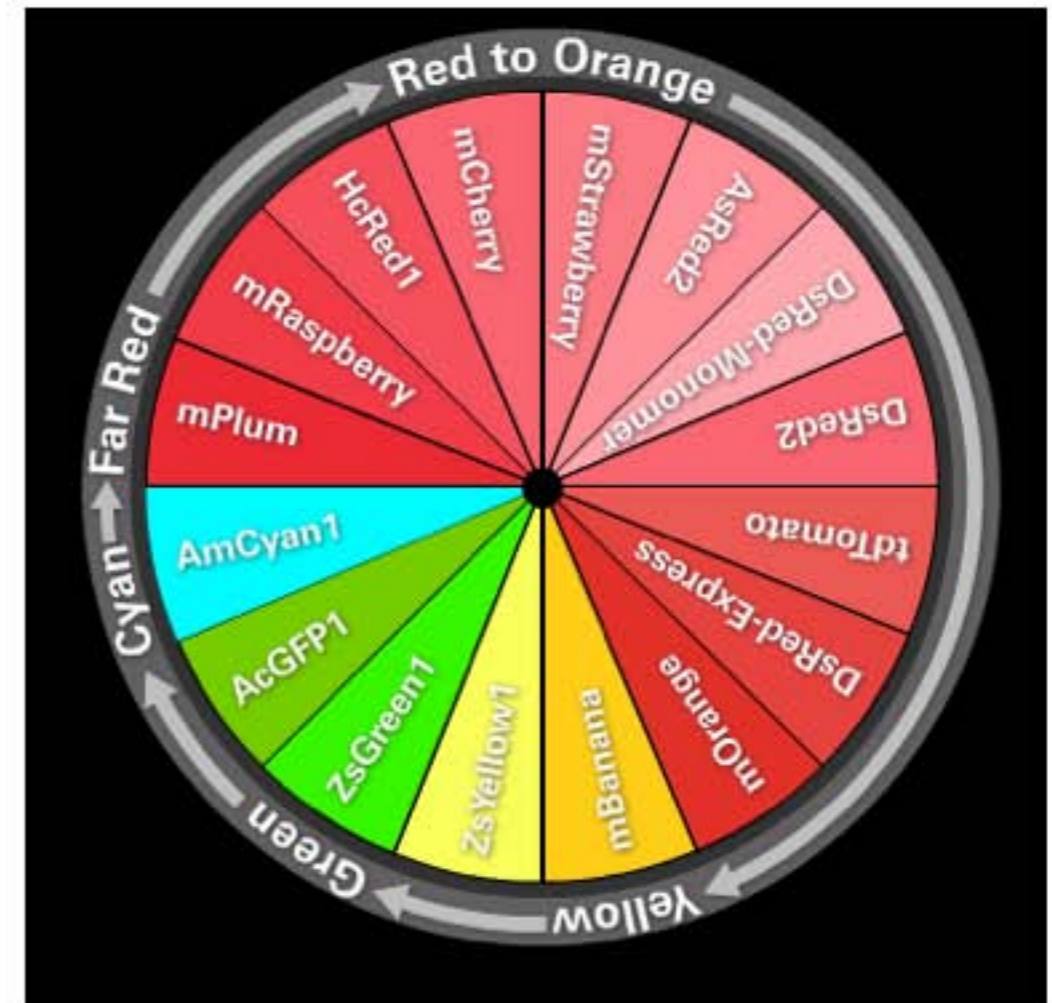 Red to Orange
Yellow
Green
Cyan
Far Red
mStrawberry
AsRed2
DsRed-Monomer
DsRed2
tdTomato
DsRed-Express
mOrange
mBanana
ZsYellow1
ZsGreen1
AcGFP1
AmCyan1
mPlum
mRaspberry
HcRed1
mCherry